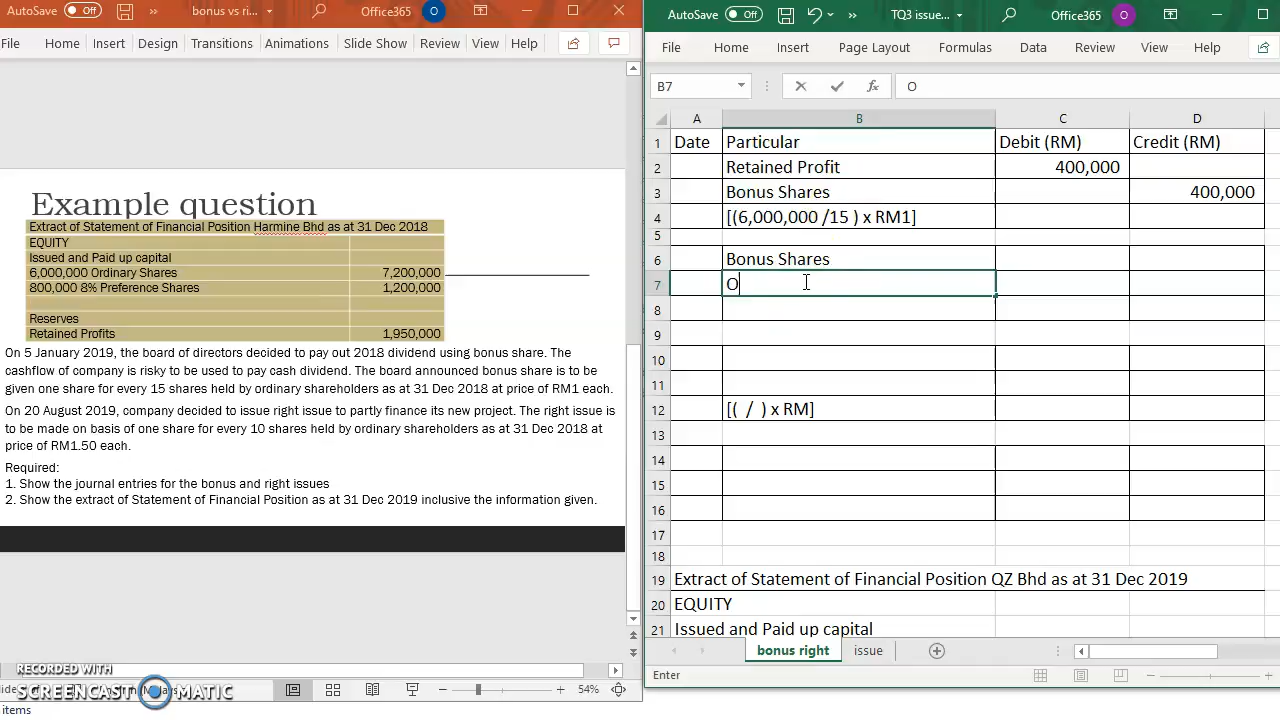 AutoSave Off bonus vs ri... Office365 O
File Home Insert Design Transitions Animations Slide Show Review View Help
Example question
Extract of Statement of Financial Position Harmine Bhd as at 31 Dec 2018
EQUITY
Issued and Paid up capital
6,000,000 Ordinary Shares 7,200,000
800,000 8% Preference Shares 1,200,000
Reserves
Retained Profits 1,950,000
On 5 January 2019, the board of directors decided to pay out 2018 dividend using bonus share. The
cashflow of company is risky to be used to pay cash dividend. The board announced bonus share is to be
given one share for every 15 shares held by ordinary shareholders as at 31 Dec 2018 at price of RM1 each.
On 20 August 2019, company decided to issue right issue to partly finance its new project. The right issue is
to be made on basis of one share for every 10 shares held by ordinary shareholders as at 31 Dec 2018 at
price of RM1.50 each.
Required:
1. Show the journal entries for the bonus and right issues
2. Show the extract of Statement of Financial Position as at 31 Dec 2019 inclusive the information given.
RECORDED WITH
SCREENCAST MATIC
54%
items
AutoSave Off TQ3 issue... Office365 O
File Home Insert Page Layout Formulas Data Review View Help
B7 fx O
A B C D
1 Date Particular Debit (RM) Credit (RM)
2 Retained Profit 400,000
3 Bonus Shares 400,000
4 [(6,000,000 /15 ) x RM1]
5
6 Bonus Shares
7 O
8
9
10
11
12 [( / ) x RM]
13
14
15
16
17
18
19 Extract of Statement of Financial Position QZ Bhd as at 31 Dec 2019
20 EQUITY
21 Issued and Paid up capital
bonus right issue
Enter